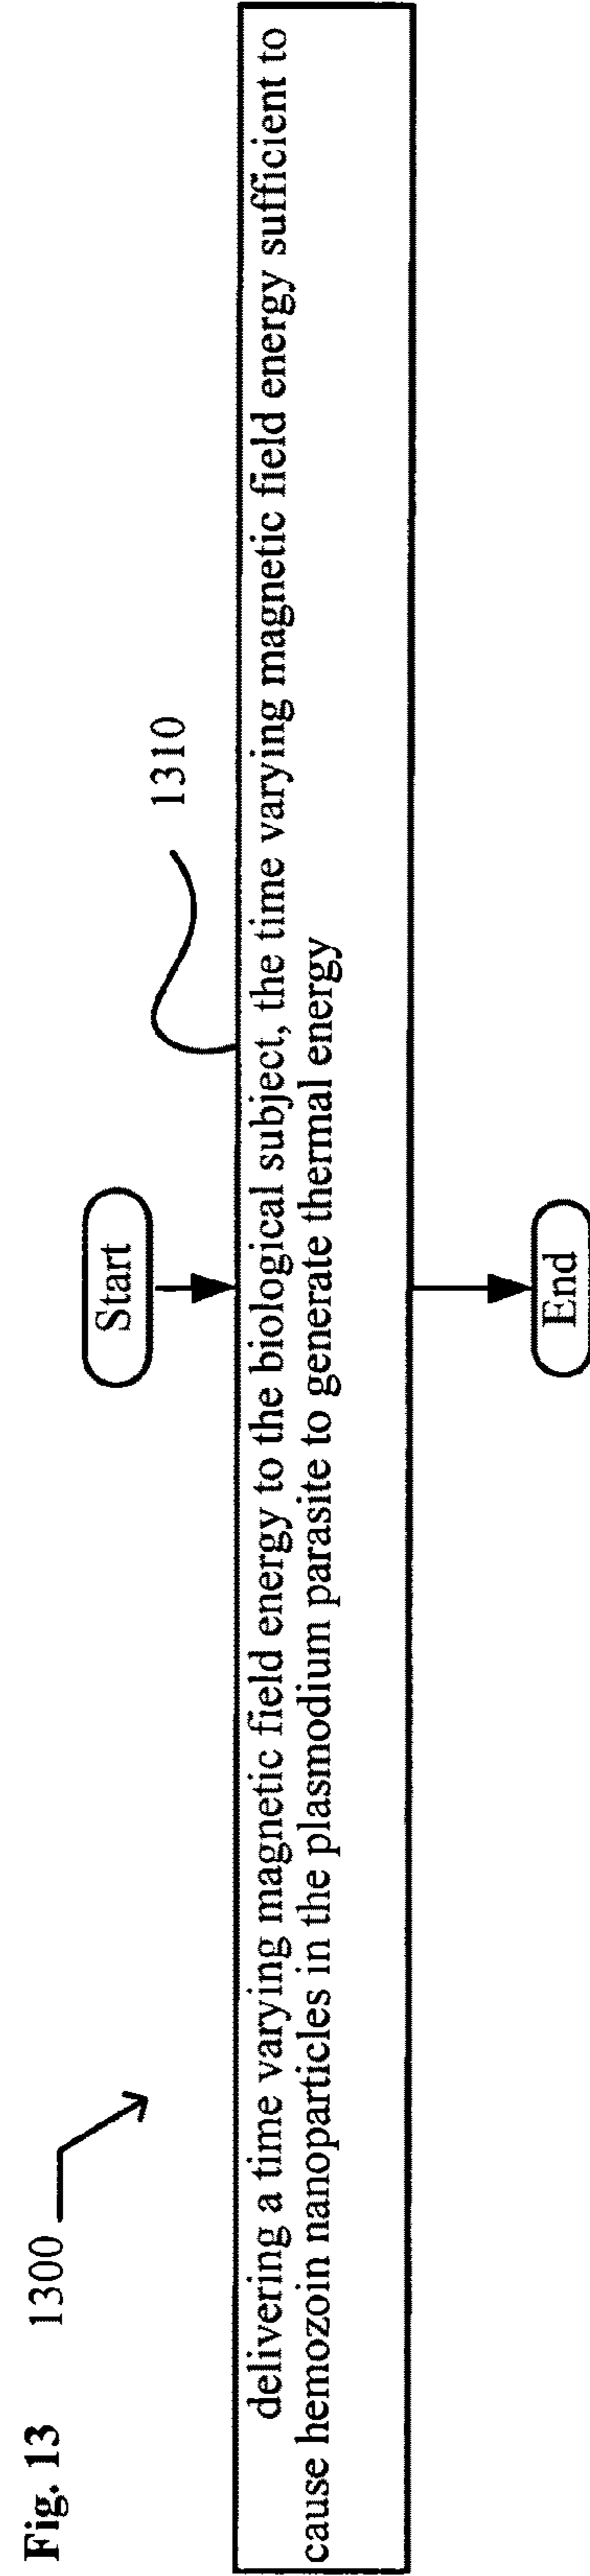 Fig. 13
1300
Start
1310
delivering a time varying magnetic field energy to the biological subject, the time varying magnetic field energy sufficient to
cause hemozoin nanoparticles in the plasmodium parasite to generate thermal energy
End